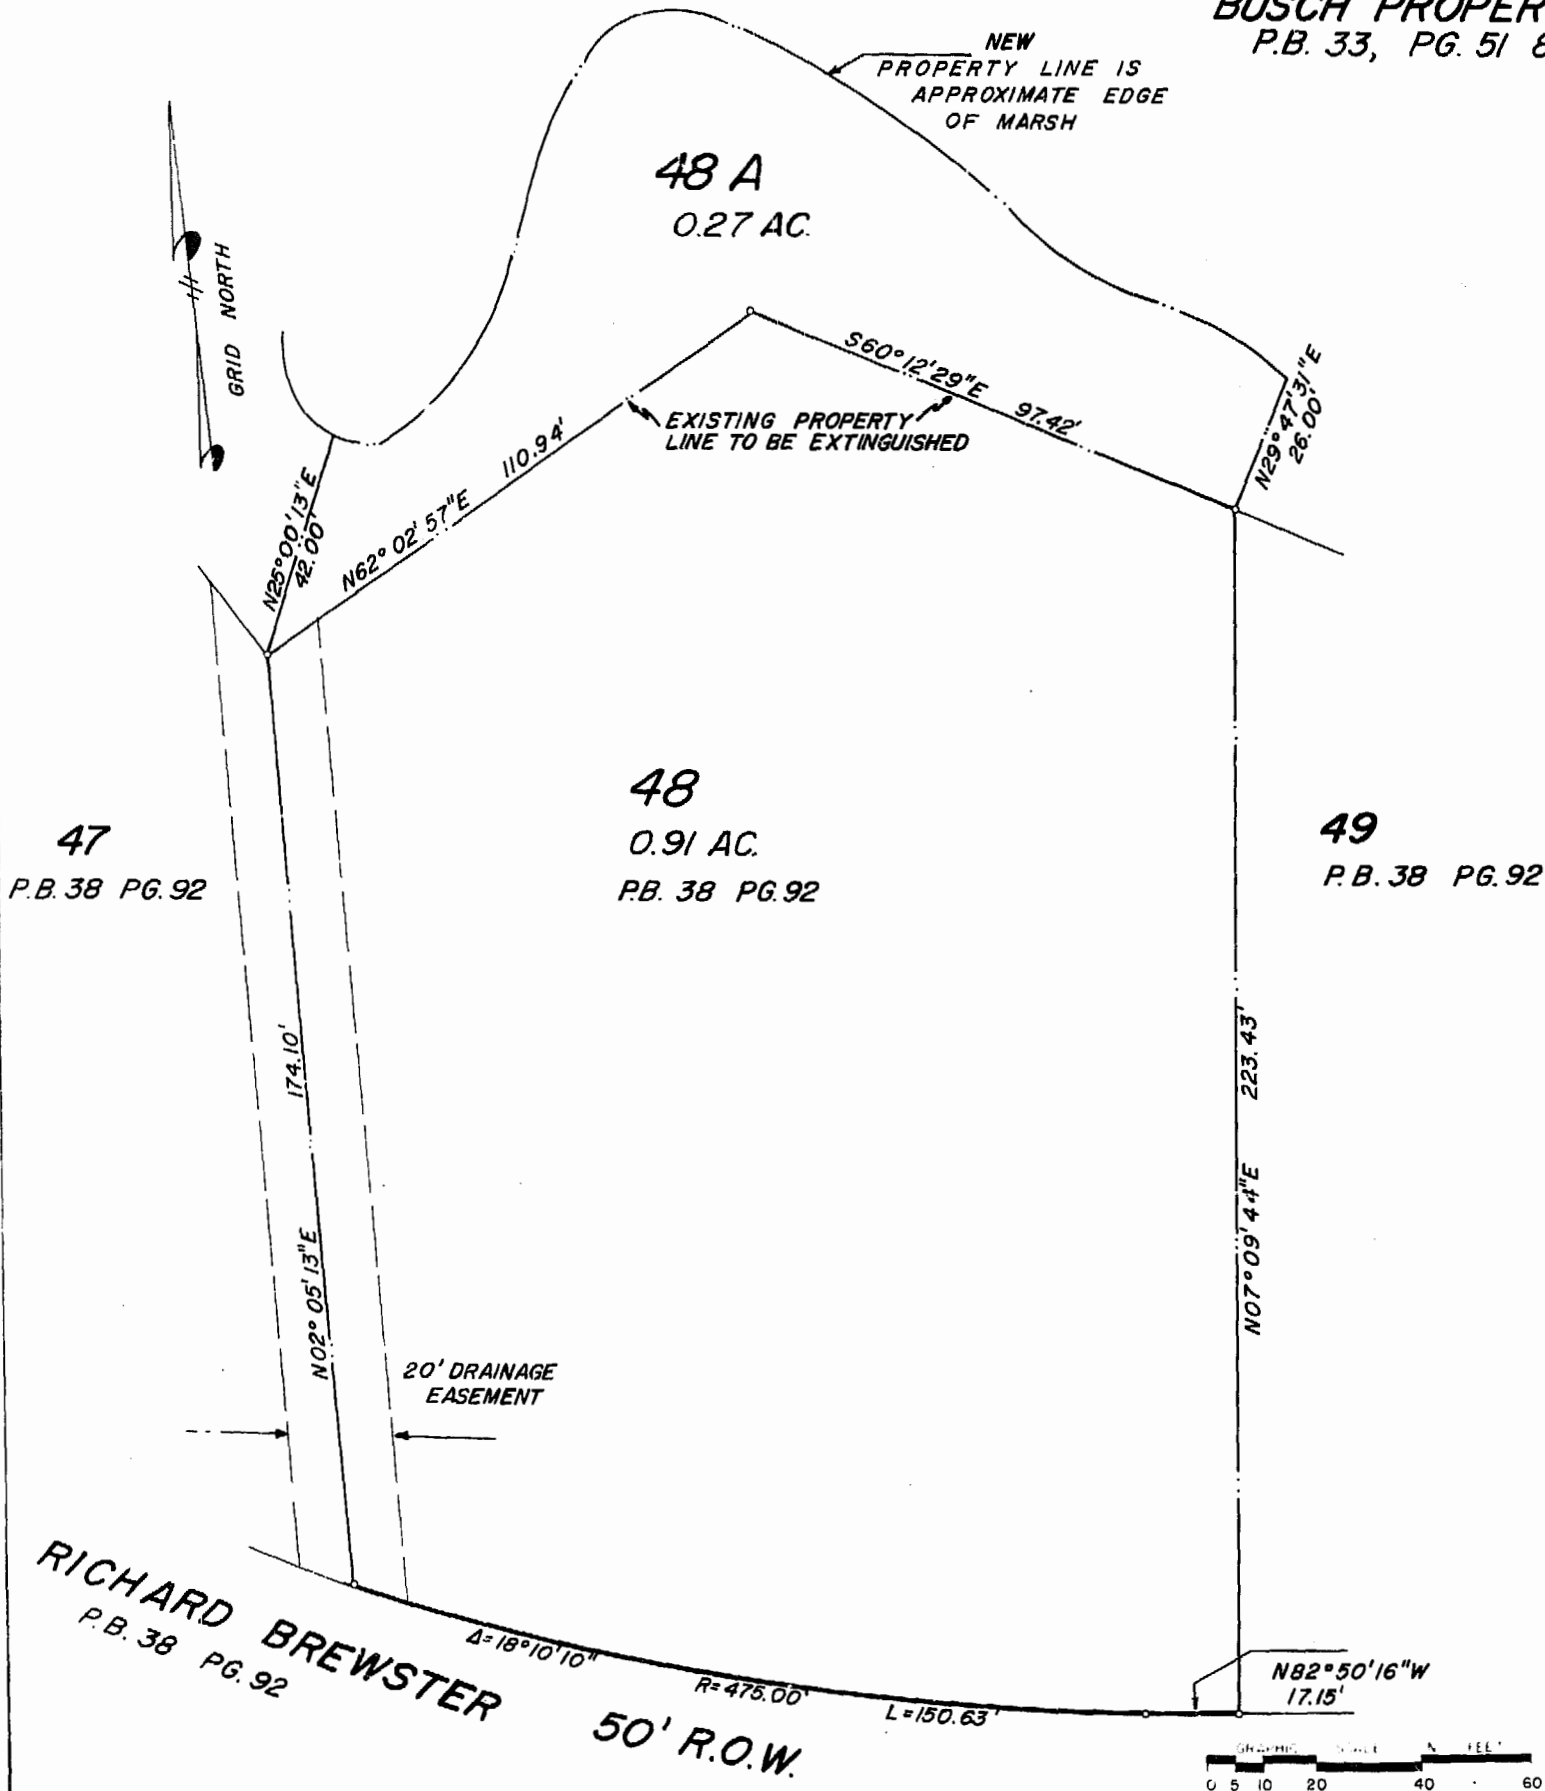 BUSCH PROPER
P.B. 33, PG. 51 8
NEW
PROPERTY LINE IS
APPROXIMATE EDGE
OF MARSH
48 A
0.27 AC.
GRID NORTH
S60°12'29"E 97.42'
EXISTING PROPERTY
LINE TO BE EXTINGUISHED
N29°47'31"E
26.00'
N25°00'13"E
42.00'
N62°02'57"E 110.94'
48
0.91 AC.
P.B. 38 PG. 92
47
P.B. 38 PG. 92
49
P.B. 38 PG. 92
N02°05'13"E 174.10'
N07°09'44"E 223.43'
20' DRAINAGE
EASEMENT
RICHARD BREWSTER 50' R.O.W.
P.B. 38 PG. 92
Δ=18°10'10" R=475.00' L=150.63'
N82°50'16"W
17.15'
GRAPHIC SCALE IN FEET
0 5 10 20 40 60